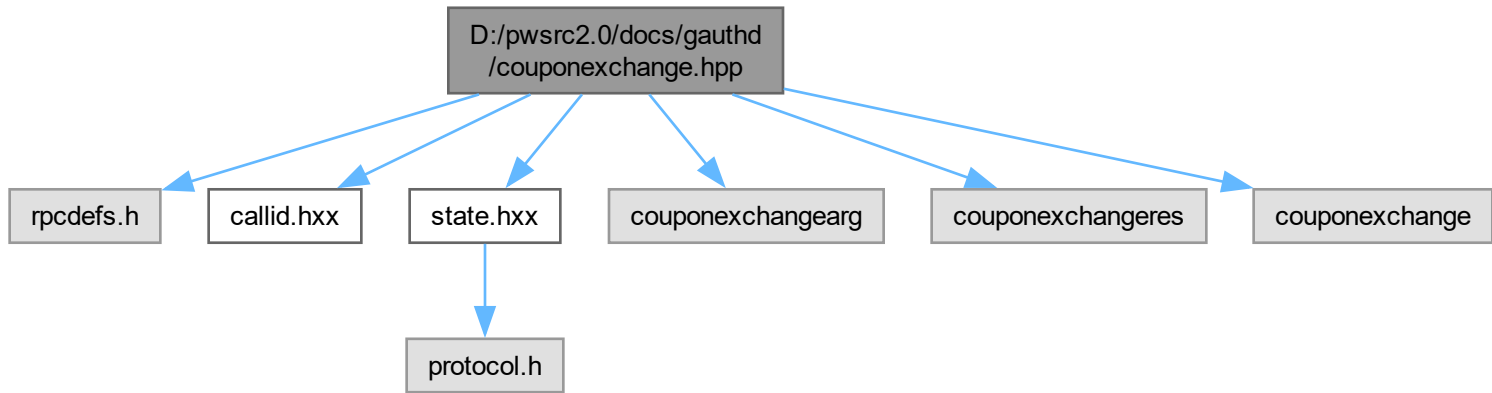 D:/pwsrc2.0/docs/gauthd
/couponexchange.hpp
rpcdefs.h
callid.hxx
state.hxx
couponexchangearg
couponexchangeres
couponexchange
protocol.h